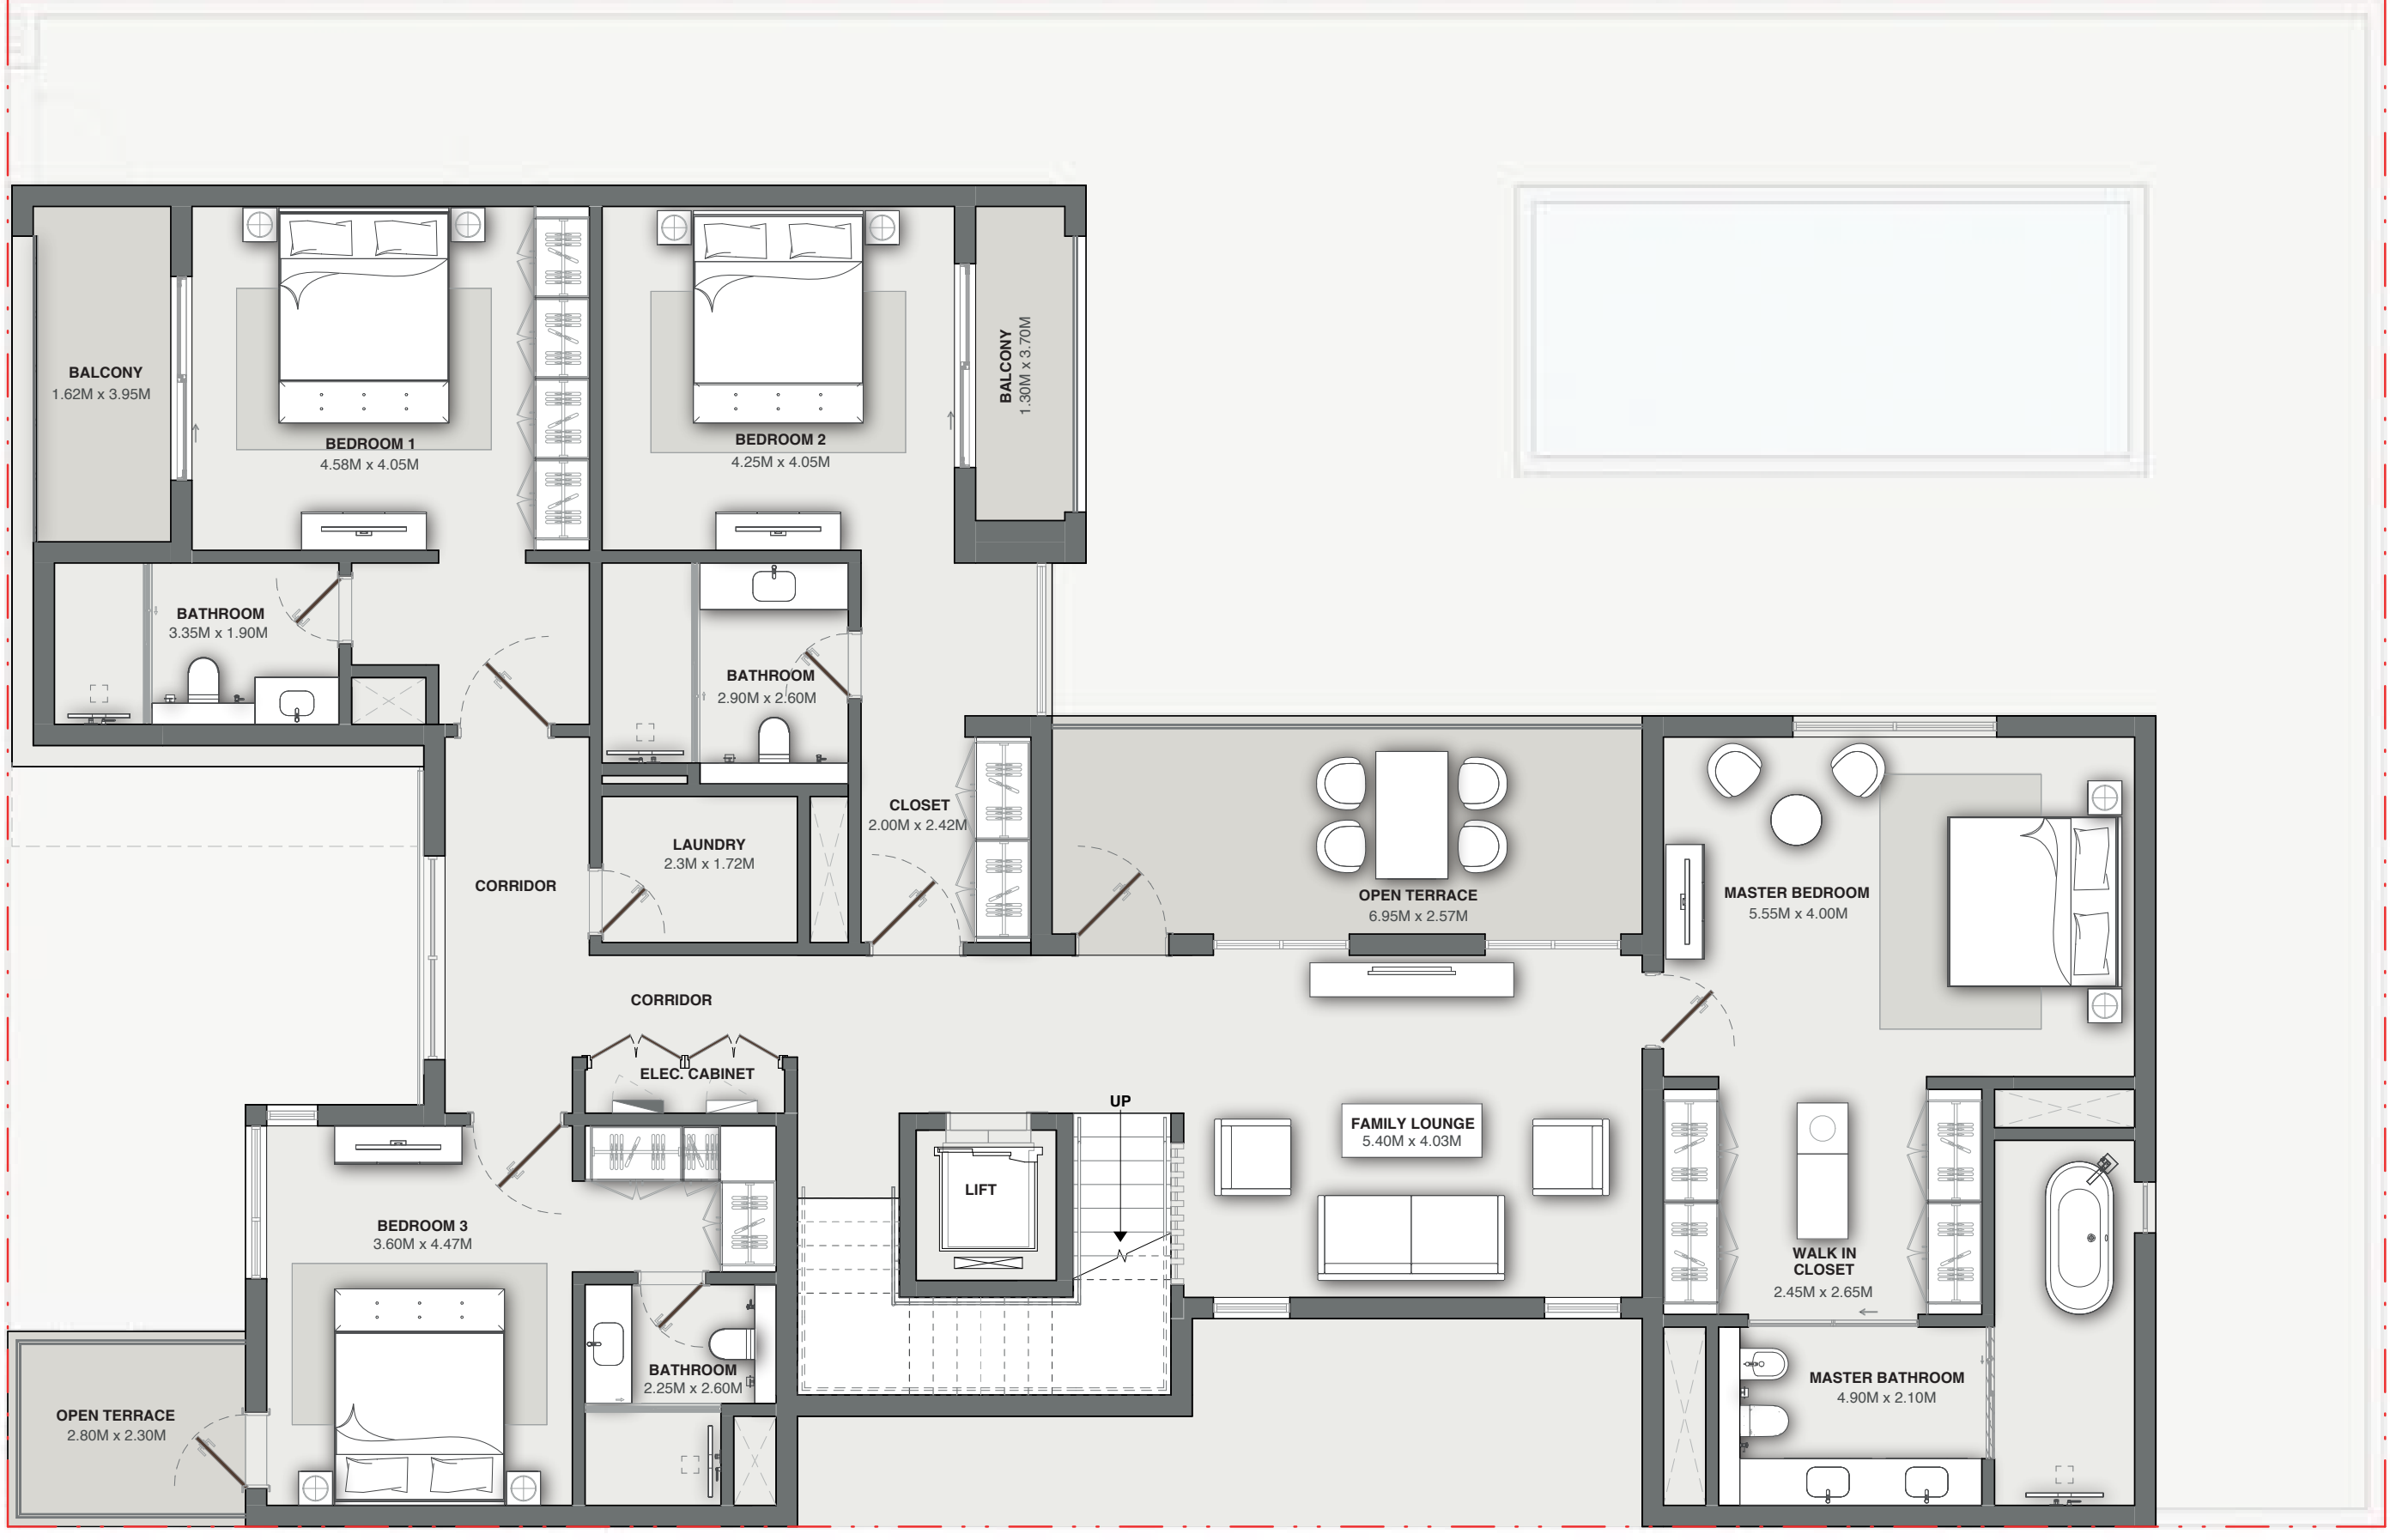 BALCONY
1.62M x 3.95M
BEDROOM 1
4.58M x 4.05M
BEDROOM 2
4.25M x 4.05M
BALCONY
1.30M x 3.70M
BATHROOM
3.35M x 1.90M
BATHROOM
2.90M x 2.60M
CLOSET
2.00M x 2.42M
LAUNDRY
2.3M x 1.72M
CORRIDOR
OPEN TERRACE
6.95M x 2.57M
MASTER BEDROOM
5.55M x 4.00M
CORRIDOR
ELEC. CABINET
UP
FAMILY LOUNGE
5.40M x 4.03M
LIFT
BEDROOM 3
3.60M x 4.47M
WALK IN
CLOSET
2.45M x 2.65M
BATHROOM
2.25M x 2.60M
MASTER BATHROOM
4.90M x 2.10M
OPEN TERRACE
2.80M x 2.30M